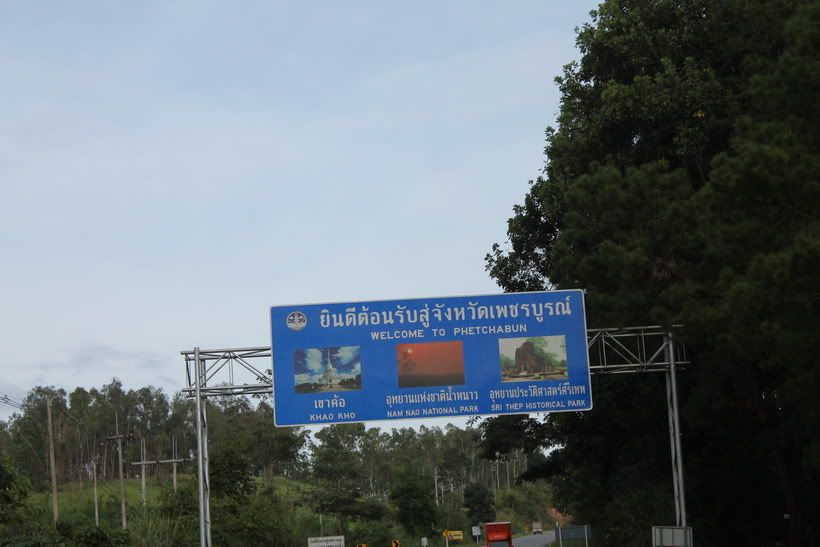 ยินดีต้อนรับสู่จังหวัดเพชรบูรณ์
WELCOME TO PHETCHABUN
เขาค้อ
KHAO KHO
อุทยานแห่งชาติน้ำหนาว
NAM NAO NATIONAL PARK
อุทยานประวัติศาสตร์ศรีเทพ
SRI THEP HISTORICAL PARK